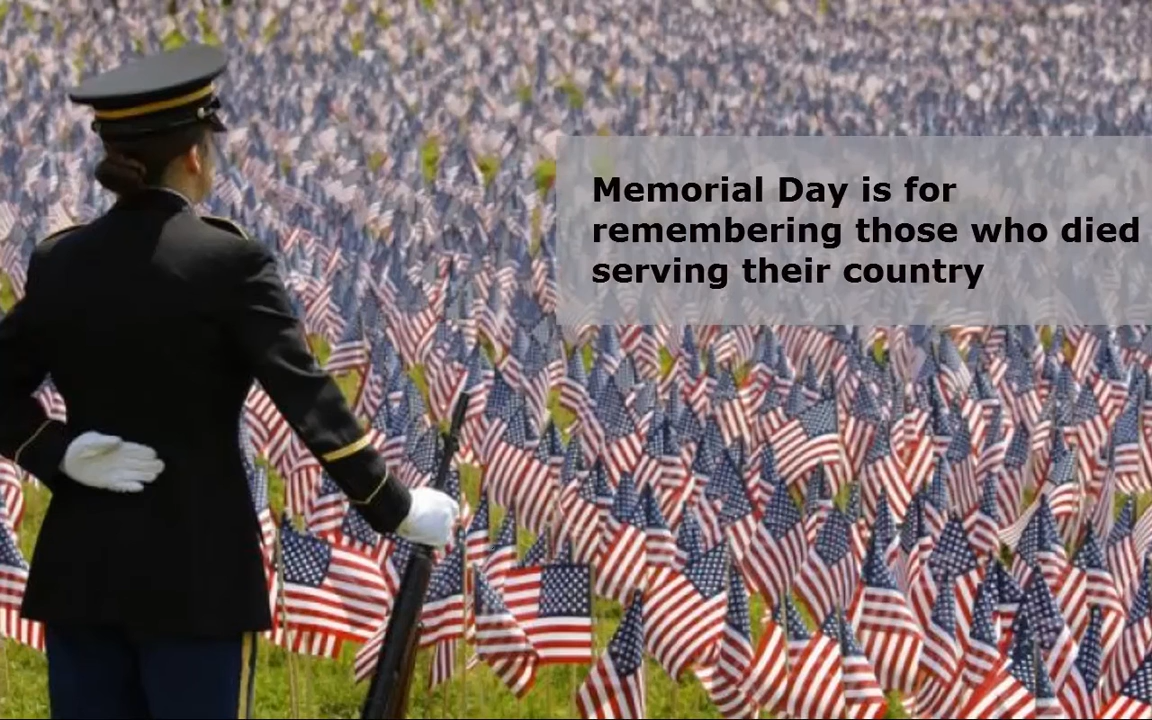 Memorial Day is for
remembering those who died
serving their country